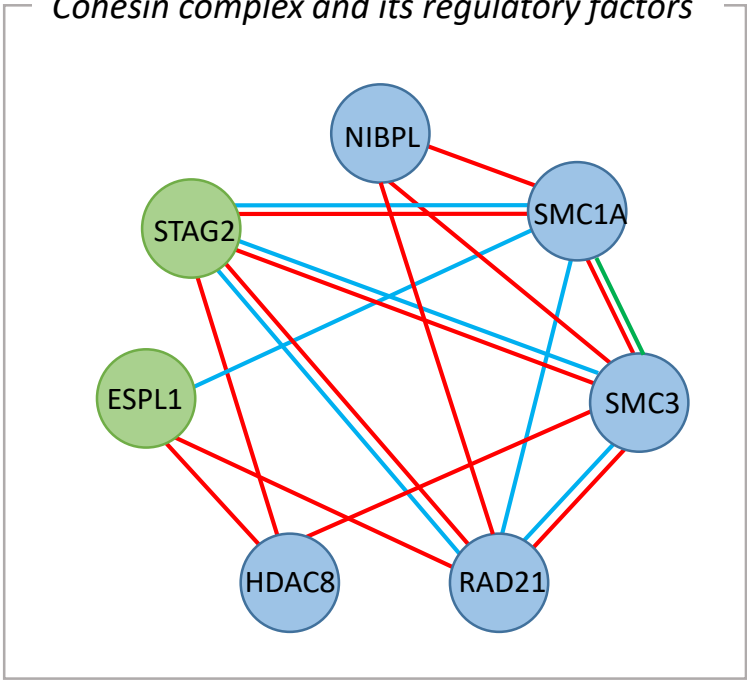 Cohesin complex and its regulatory factors
NIBPL
SMC1A
STAG2
ESPL1
SMC3
HDAC8
RAD21